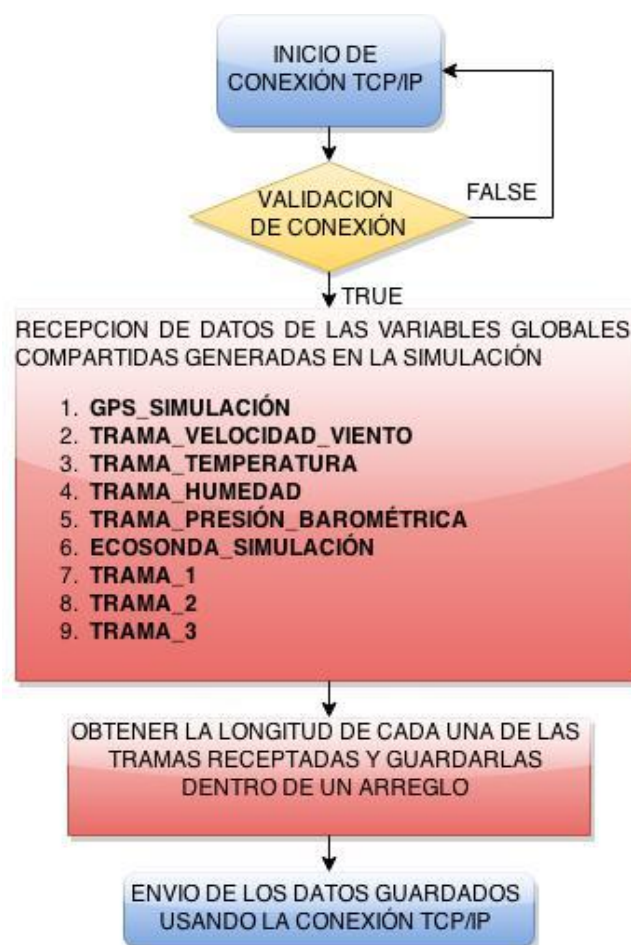 INICIO DE
CONEXIÓN TCP/IP
VALIDACION
DE CONEXIÓN
FALSE
TRUE
RECEPCION DE DATOS DE LAS VARIABLES GLOBALES
COMPARTIDAS GENERADAS EN LA SIMULACIÓN
1. GPS_SIMULACIÓN
2. TRAMA_VELOCIDAD_VIENTO
3. TRAMA_TEMPERATURA
4. TRAMA_HUMEDAD
5. TRAMA_PRESIÓN_BAROMÉTRICA
6. ECOSONDA_SIMULACIÓN
7. TRAMA_1
8. TRAMA_2
9. TRAMA_3
OBTENER LA LONGITUD DE CADA UNA DE LAS
TRAMAS RECEPTADAS Y GUARDARLAS
DENTRO DE UN ARREGLO
ENVIO DE LOS DATOS GUARDADOS
USANDO LA CONEXIÓN TCP/IP